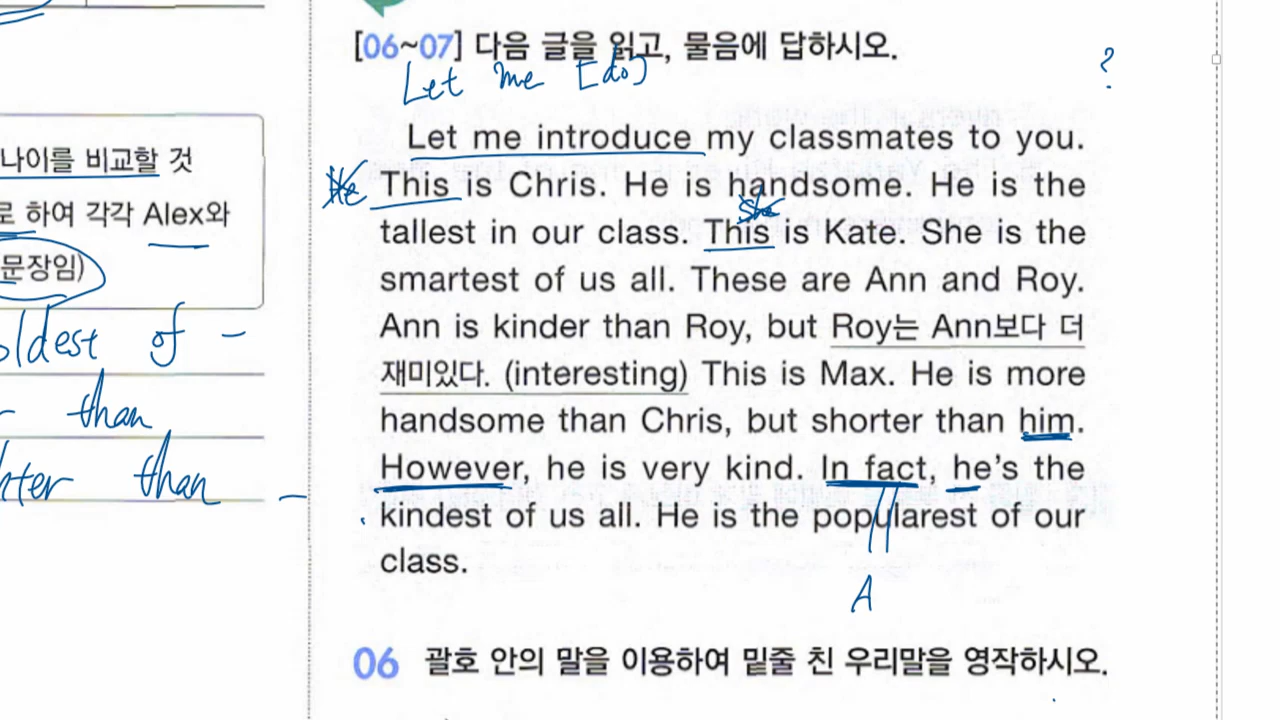 [06~07] 다음 글을 읽고, 물음에 답하시오.
Let me [do]
?
Let me introduce my classmates to you.
He This is Chris. He is handsome. He is the
She
tallest in our class. This is Kate. She is the
smartest of us all. These are Ann and Roy.
Ann is kinder than Roy, but Roy는 Ann보다 더
재미있다. (interesting) This is Max. He is more
handsome than Chris, but shorter than him.
However, he is very kind. In fact, he's the
kindest of us all. He is the popularest of our
class.
A
06 괄호 안의 말을 이용하여 밑줄 친 우리말을 영작하시오.
나이를 비교할 것
로 하여 각각 Alex와
문장임)
oldest of -
than
than -